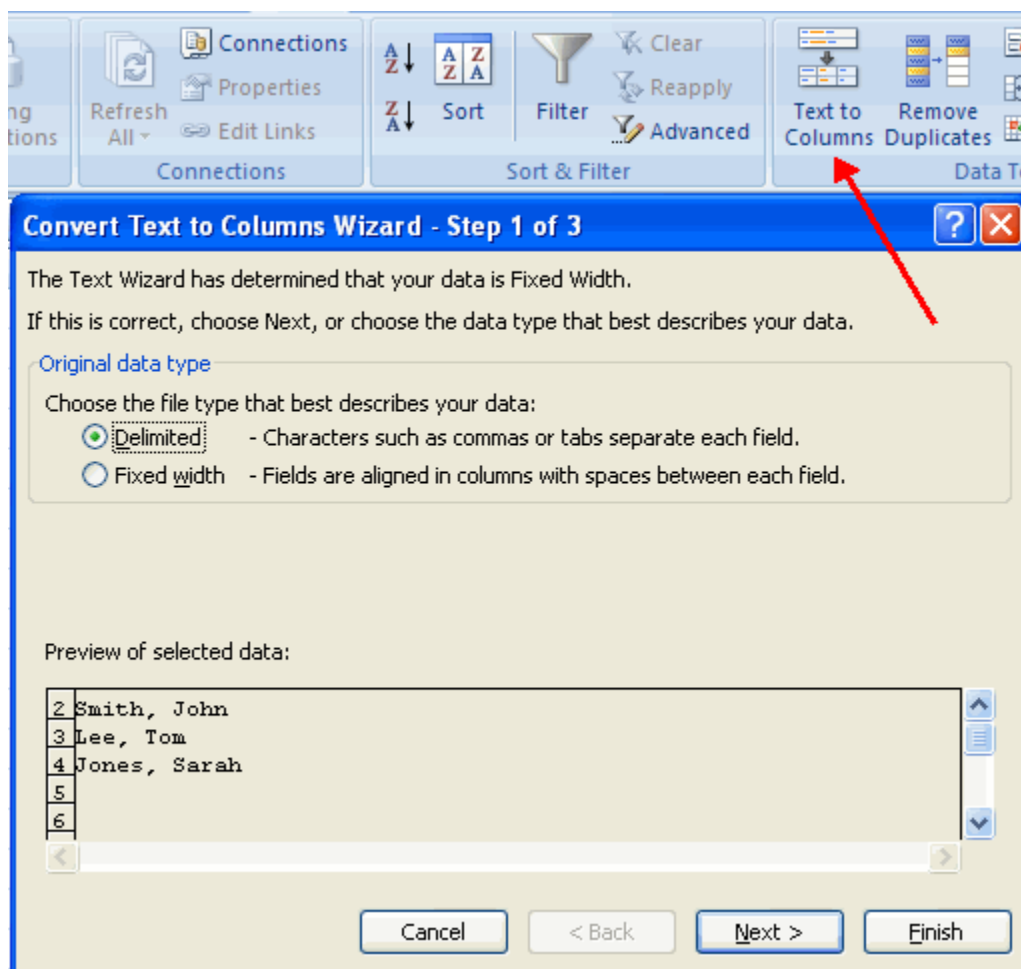 Connections
Properties
Edit Links
Refresh
All
Connections
A
Z
Z
A
A Z
Z A
Sort
Filter
Clear
Reapply
Advanced
Sort & Filter
Text to
Columns
Remove
Duplicates
Data
Convert Text to Columns Wizard - Step 1 of 3
?
The Text Wizard has determined that your data is Fixed Width.
If this is correct, choose Next, or choose the data type that best describes your data.
Original data type
Choose the file type that best describes your data:
Delimited - Characters such as commas or tabs separate each field.
Fixed width - Fields are aligned in columns with spaces between each field.
Preview of selected data:
2 Smith, John
3 Lee, Tom
4 Jones, Sarah
5
6
Cancel
< Back
Next >
Finish